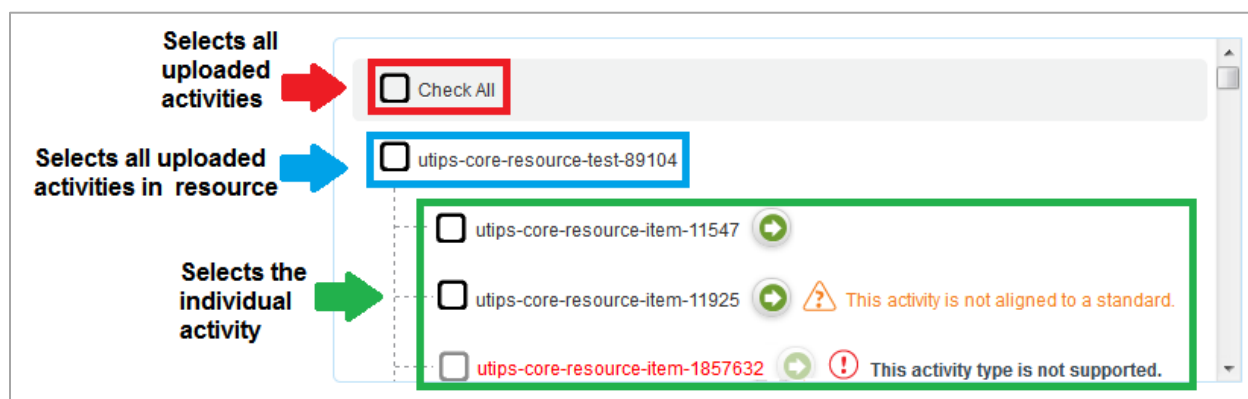 Selects all
uploaded
activities
Check All
Selects all uploaded
activities in resource
utips-core-resource-test-89104
Selects the
individual
activity
utips-core-resource-item-11547
utips-core-resource-item-11925
This activity is not aligned to a standard.
utips-core-resource-item-1857632
This activity type is not supported.